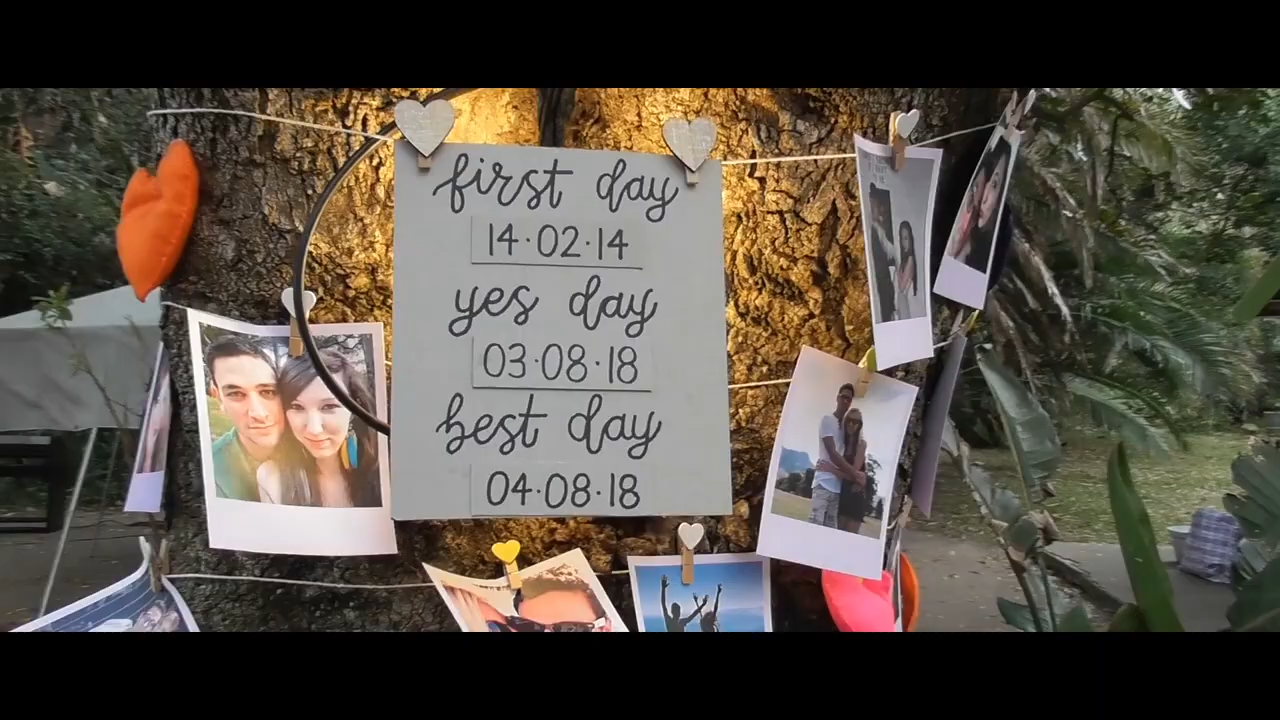 first day
14·02·14
yes day
03·08·18
best day
04·08·18